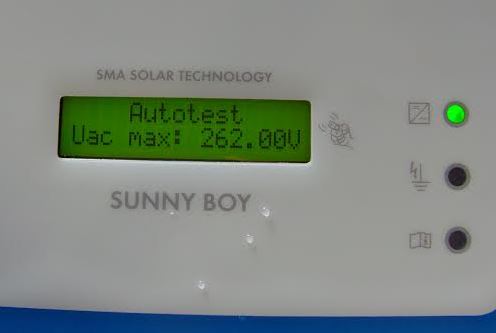 SMA SOLAR TECHNOLOGY
Autotest
Uac max: 262.00V
SUNNY BOY